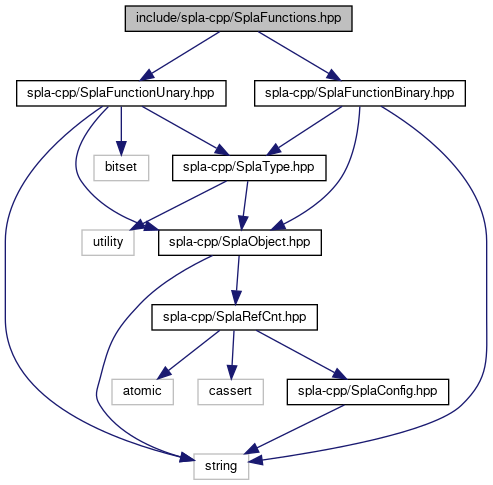 include/spla-cpp/SplaFunctions.hpp
spla-cpp/SplaFunctionUnary.hpp
spla-cpp/SplaFunctionBinary.hpp
bitset
spla-cpp/SplaType.hpp
utility
spla-cpp/SplaObject.hpp
spla-cpp/SplaRefCnt.hpp
atomic
cassert
spla-cpp/SplaConfig.hpp
string